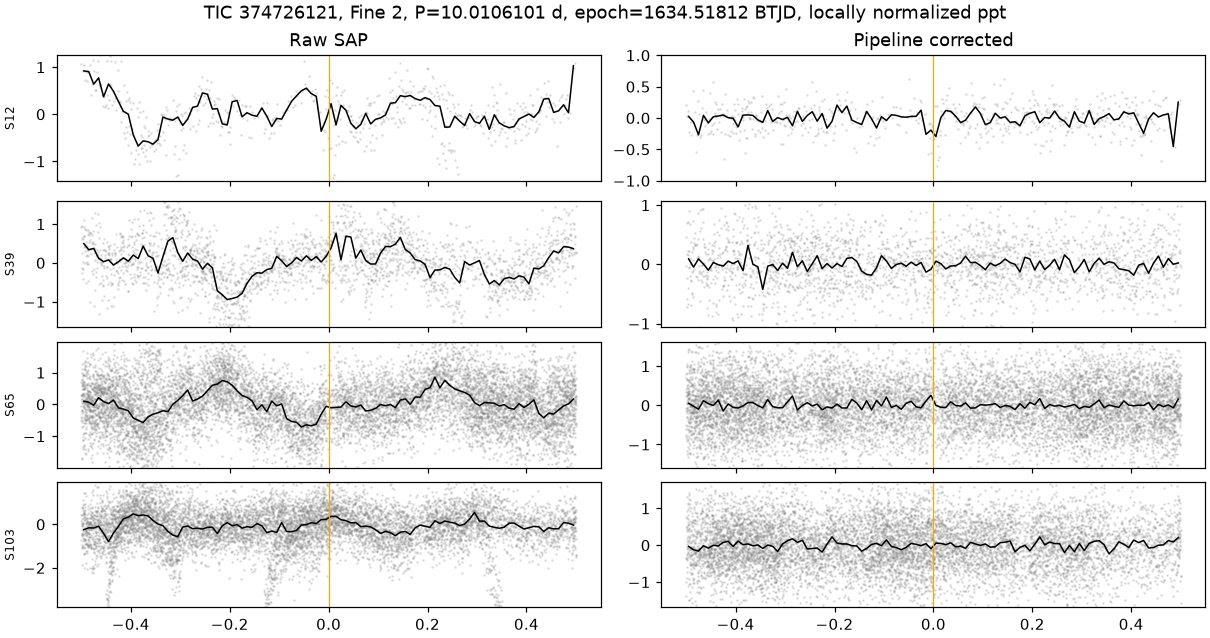 TIC 374726121, Fine 2, P=10.0106101 d, epoch=1634.51812 BTJD, locally normalized ppt
Raw SAP
Pipeline corrected
S12
1
0
−1
1.0
0.5
0.0
−0.5
−1.0
S39
1
0
−1
1
0
−1
S65
1
0
−1
1
0
−1
S103
0
−2
1
0
−1
−0.4 −0.2 0.0 0.2 0.4
−0.4 −0.2 0.0 0.2 0.4